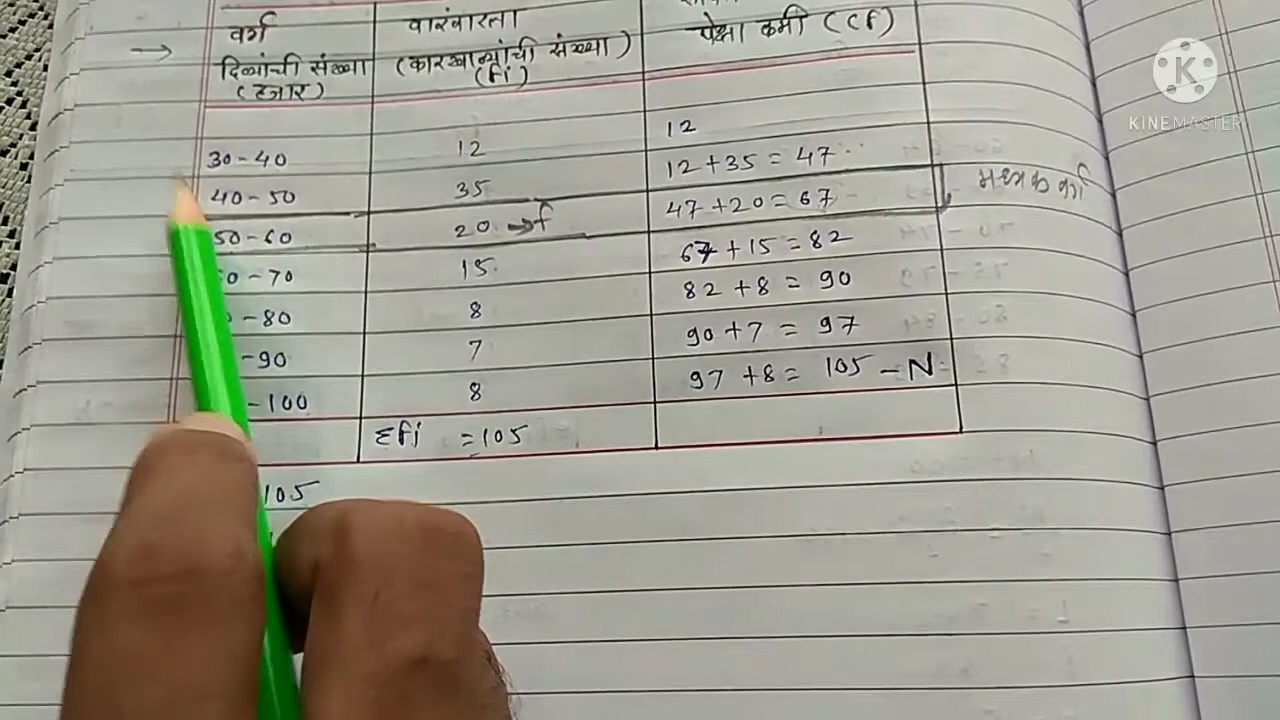 वर्ग वारंवारता
→ दिव्यांची संख्या (कारखान्यांची संख्या) पेक्षा कमी (cf)
(हजार) (fi)
30-40 12 12
40-50 35 12+35=47
50-60 20 → f 47+20=67 मध्यक वर्ग
0-70 15 67+15=82
-80 8 82+8=90
-90 7 90+7=97
-100 8 97+8= 105 - N
Σfi =105
105
K
KINEMASTER